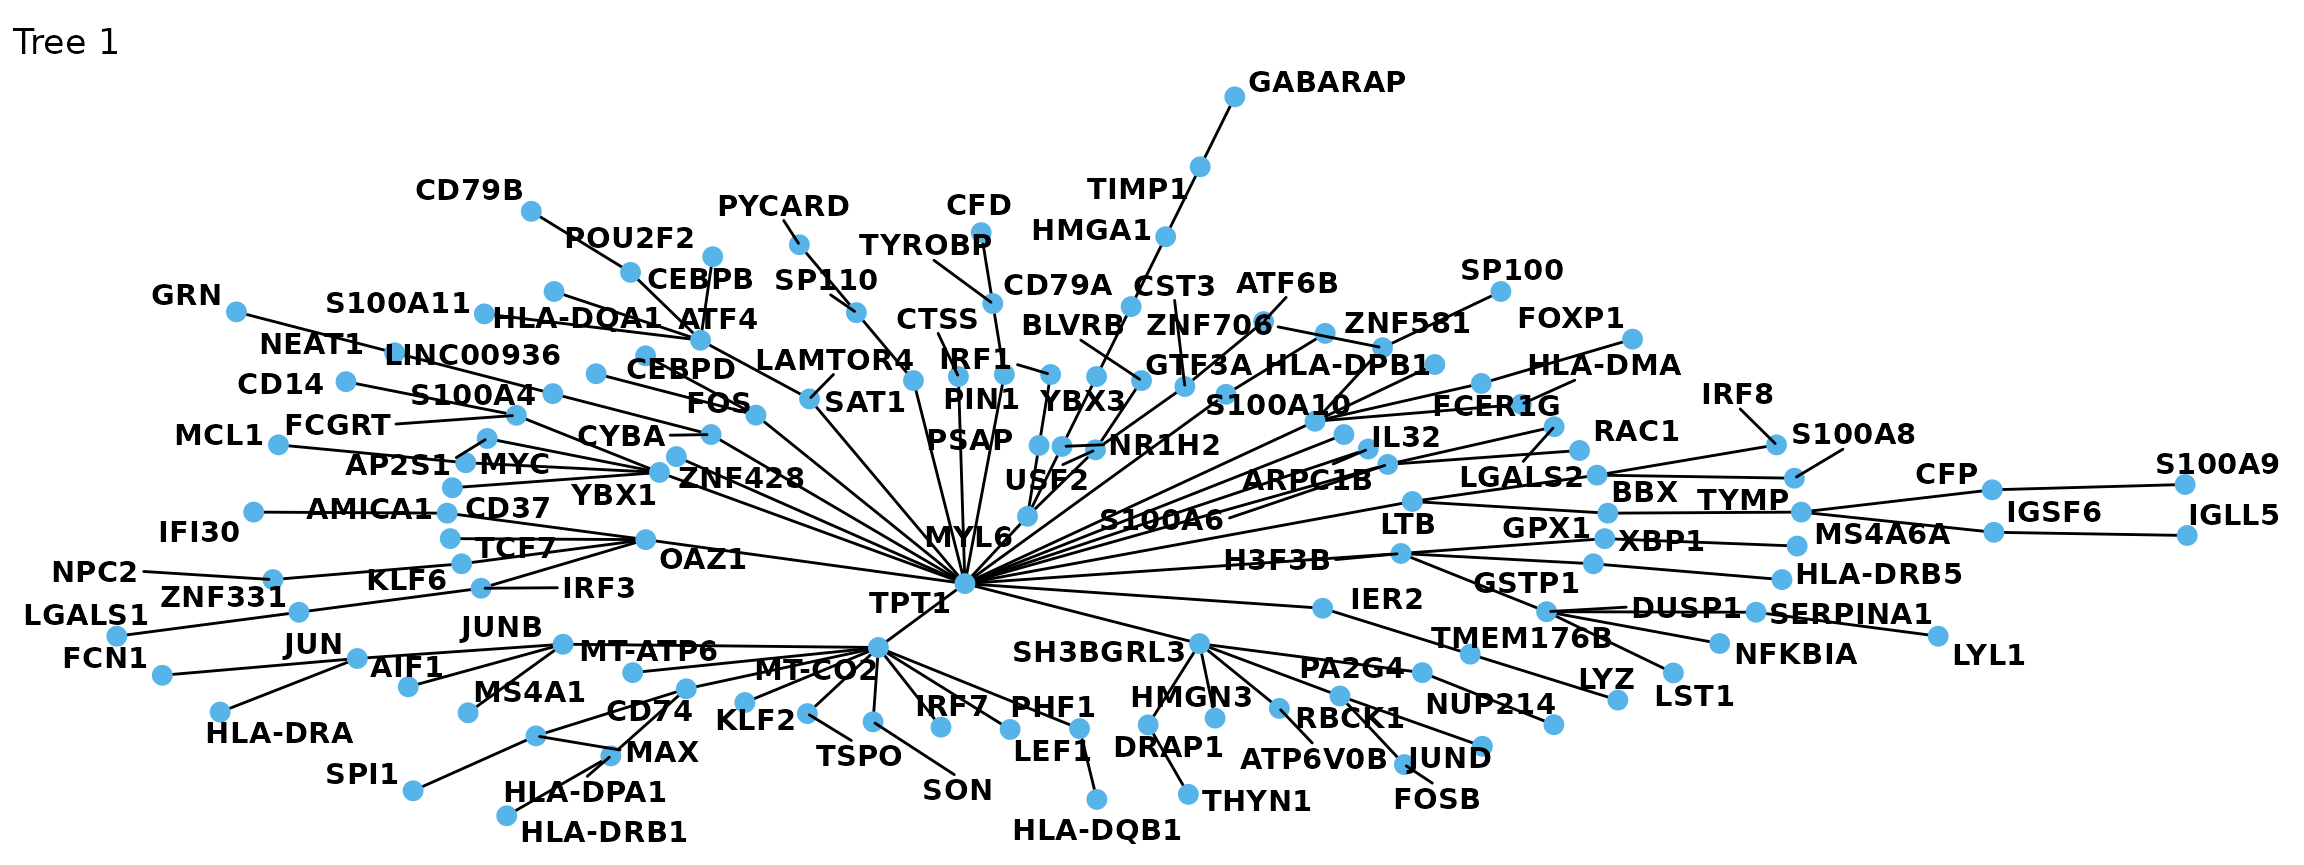 Tree 1
GABARAP
CD79B
TIMP1
PYCARD
CFD
HMGA1
POU2F2
TYROBP
CEBPB
SP110
CD79A
CST3
ATF6B
SP100
GRN
S100A11
HLA-DQA1
ATF4
CTSS
BLVRB
ZNF706
ZNF581
FOXP1
NEAT1
LINC00936
CEBPD
LAMTOR4
IRF1
GTF3A
HLA-DPB1
HLA-DMA
CD14
S100A4
FOS
SAT1
PIN1
YBX3
S100A10
FCER1G
IRF8
FCGRT
MCL1
CYBA
PSAP
NR1H2
IL32
RAC1
S100A8
AP2S1
MYC
ZNF428
USF2
ARPC1B
LGALS2
CFP
S100A9
YBX1
BBX
TYMP
AMICA1
CD37
S100A6
LTB
IGSF6
IGLL5
IFI30
MYL6
GPX1
XBP1
MS4A6A
TCF7
OAZ1
H3F3B
NPC2
KLF6
IRF3
GSTP1
HLA-DRB5
ZNF331
TPT1
IER2
DUSP1
SERPINA1
LGALS1
JUNB
JUN
MT-ATP6
SH3BGRL3
TMEM176B
NFKBIA
LYL1
FCN1
AIF1
MT-CO2
PA2G4
LYZ
LST1
MS4A1
CD74
KLF2
IRF7
PHF1
HMGN3
RBCK1
NUP214
HLA-DRA
MAX
TSPO
LEF1
DRAP1
ATP6V0B
JUND
SPI1
HLA-DPA1
SON
THYN1
FOSB
HLA-DRB1
HLA-DQB1